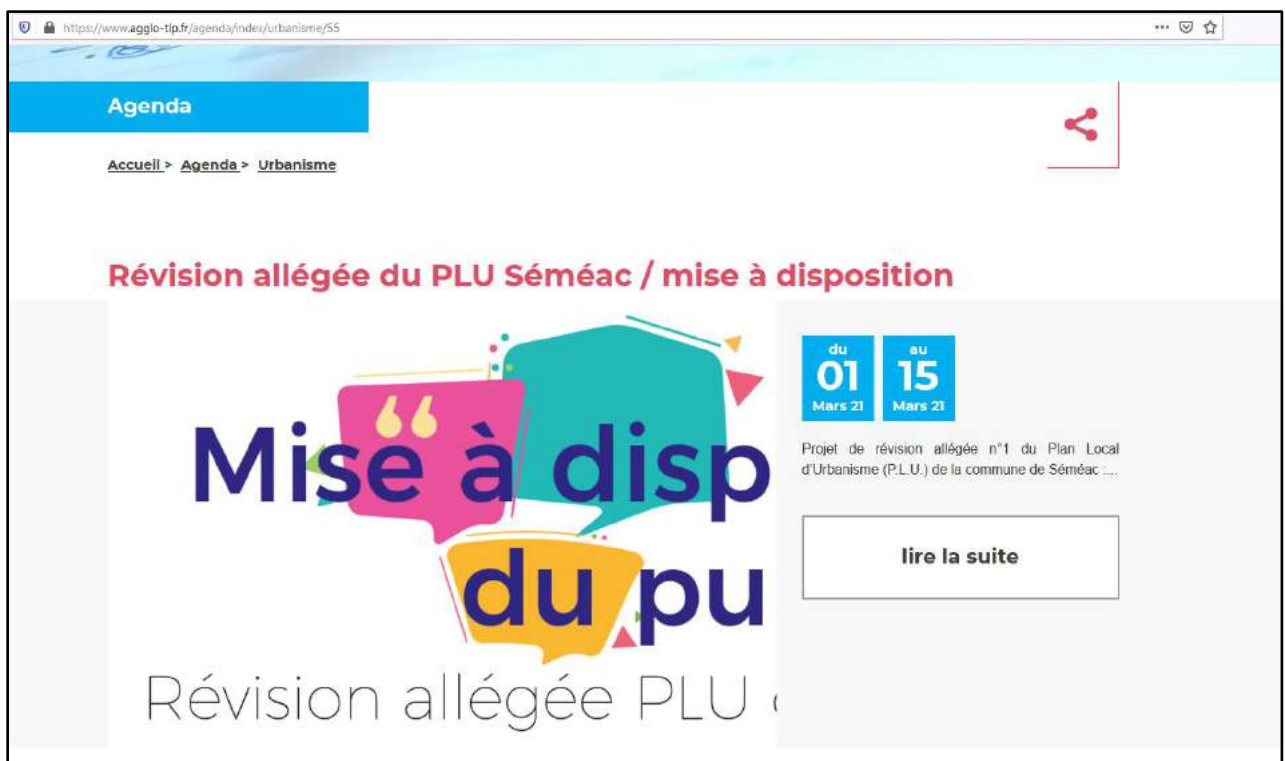 https://www.agglo-tlp.fr/agenda/index/urbanisme/55
Agenda
Accueil > Agenda > Urbanisme
Révision allégée du PLU Séméac / mise à disposition
Mise à disp
du pu
Révision allégée PLU
du
01
Mars 21
au
15
Mars 21
Projet de révision allégée n°1 du Plan Local
d'Urbanisme (P.L.U.) de la commune de Séméac :...
lire la suite